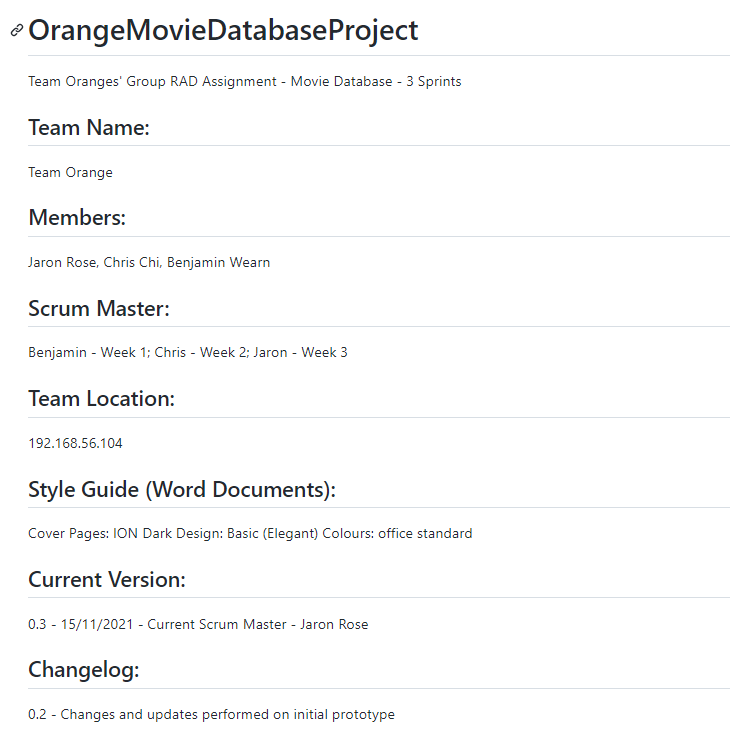 OrangeMovieDatabaseProject
Team Oranges' Group RAD Assignment - Movie Database - 3 Sprints
Team Name:
Team Orange
Members:
Jaron Rose, Chris Chi, Benjamin Wearn
Scrum Master:
Benjamin - Week 1; Chris - Week 2; Jaron - Week 3
Team Location:
192.168.56.104
Style Guide (Word Documents):
Cover Pages: ION Dark Design: Basic (Elegant) Colours: office standard
Current Version:
0.3 - 15/11/2021 - Current Scrum Master - Jaron Rose
Changelog:
0.2 - Changes and updates performed on initial prototype